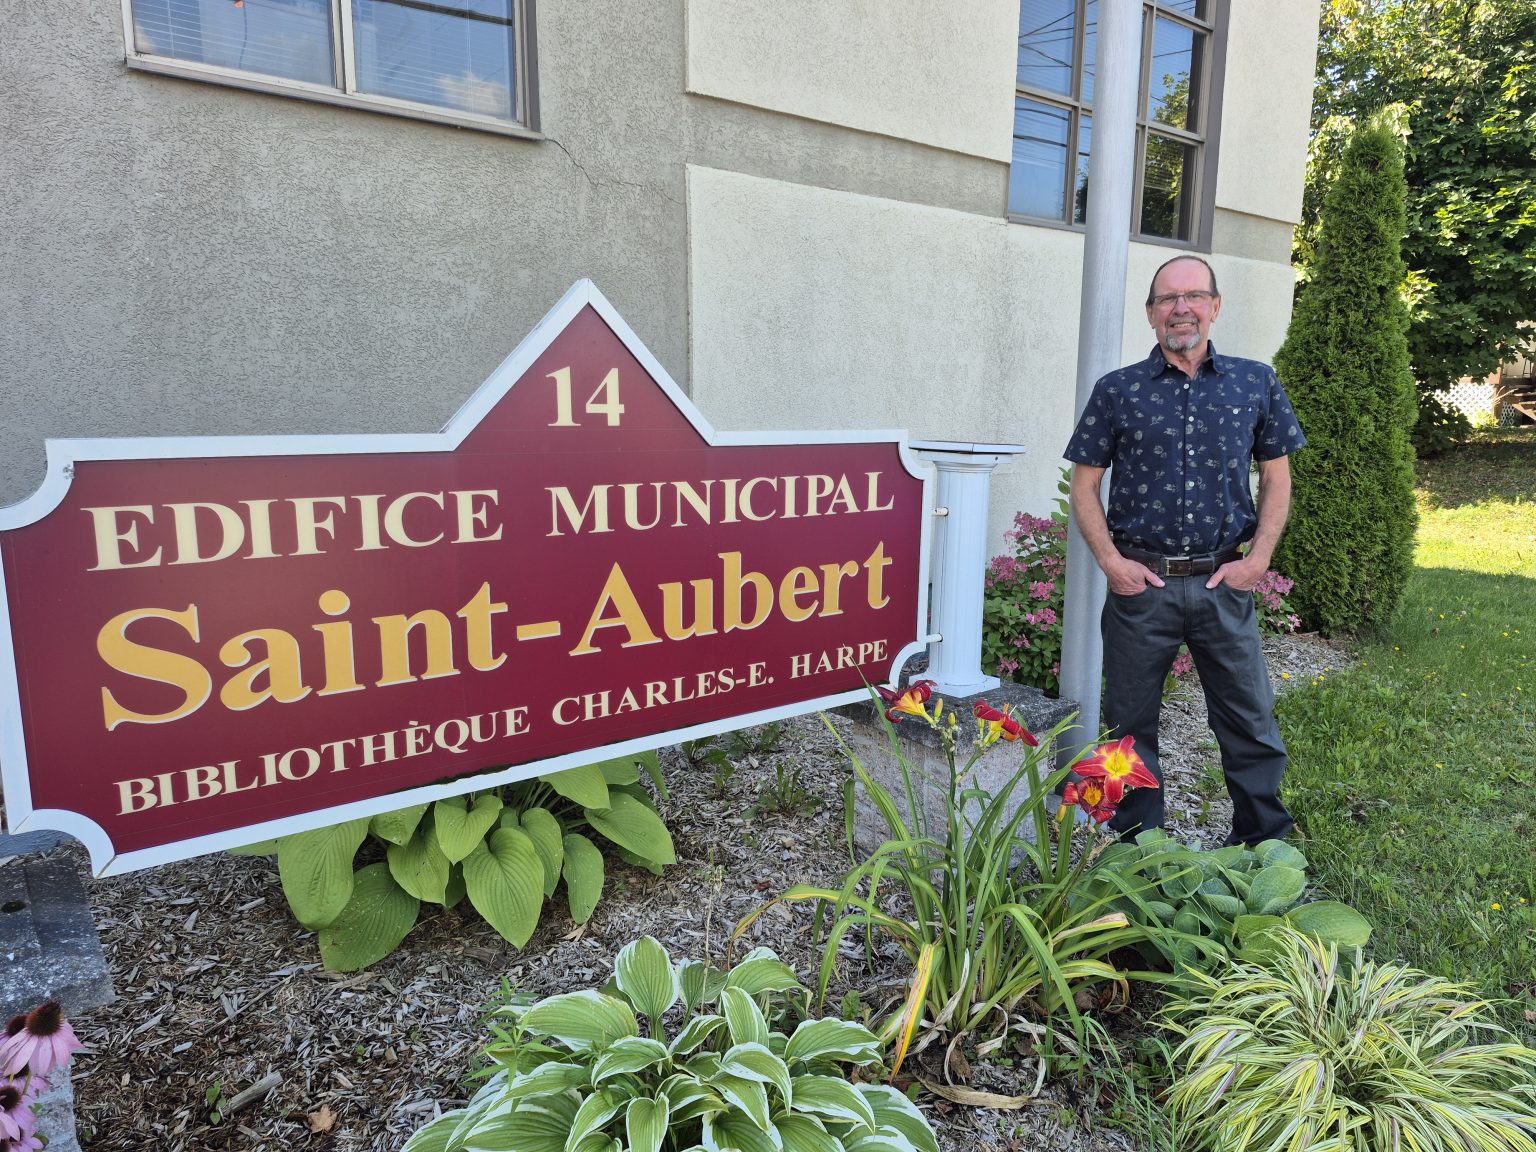 14
EDIFICE MUNICIPAL
Saint-Aubert
BIBLIOTHÈQUE CHARLES-E. HARPE